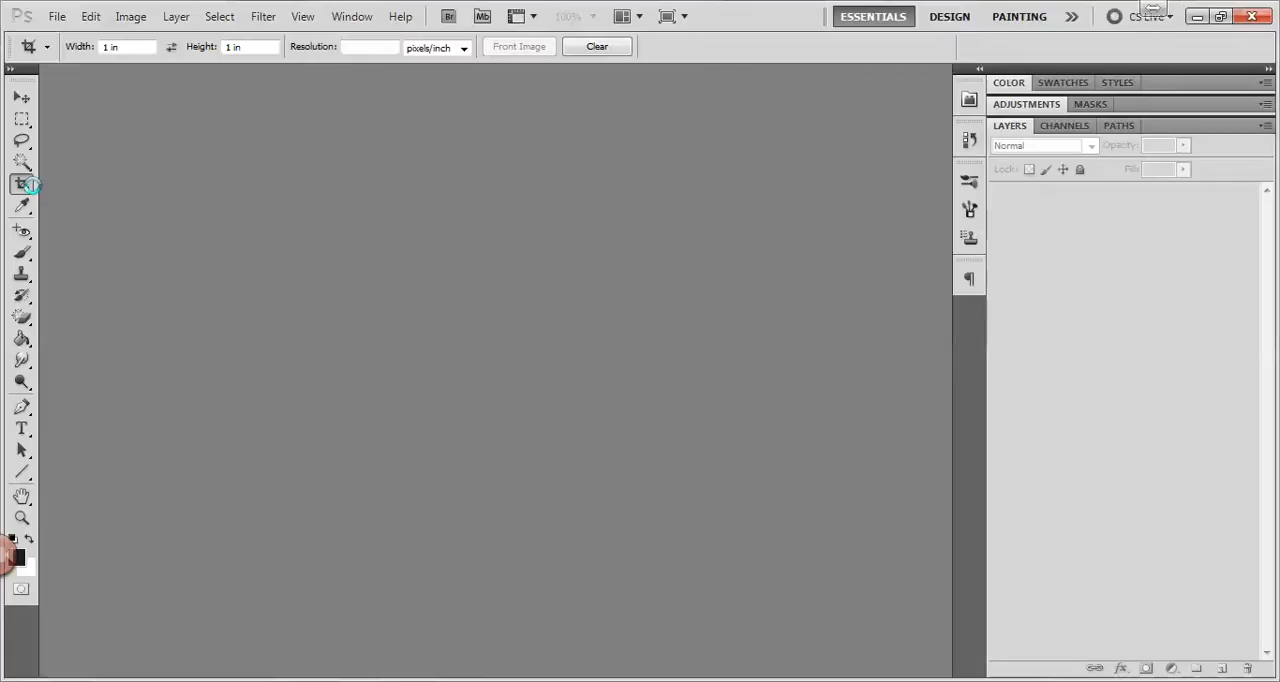 Ps File Edit Image Layer Select Filter View Window Help Br Mb 100% ESSENTIALS DESIGN PAINTING CS Live
Width: 1 in Height: 1 in Resolution: pixels/inch Front Image Clear
COLOR SWATCHES STYLES
ADJUSTMENTS MASKS
LAYERS CHANNELS PATHS
Normal Opacity:
Lock: Fill: